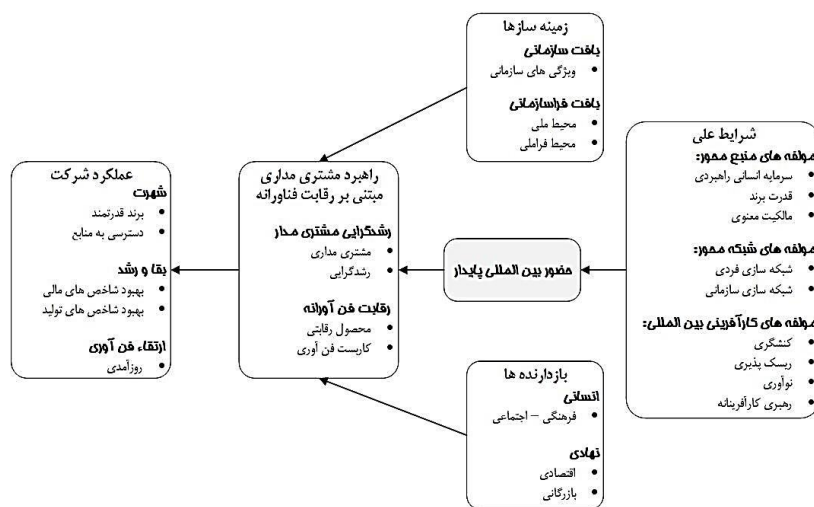 زمینه سازها
بافت سازمانی
ویژگی های سازمانی
بافت فراسازمانی
محیط ملی
محیط فراملی
شرایط علی
مولفه های منبع محور:
سرمایه انسانی راهبردی
قدرت برند
مالکیت معنوی
مولفه های شبکه محور:
شبکه سازی فردی
شبکه سازی سازمانی
مولفه های کارآفرینی بین المللی:
کنشگری
ریسک پذیری
نوآوری
رهبری کارآفرینانه
حضور بین المللی پایدار
راهبرد مشتری مداری
مبتنی بر رقابت فناورانه
رشدگرایی مشتری مدار
مشتری مداری
رشدگرایی
رقابت فن آورانه
محصول رقابتی
کاربست فن آوری
عملکرد شرکت
شهرت
برند قدرتمند
دسترسی به منابع
بقا و رشد
بهبود شاخص های مالی
بهبود شاخص های تولید
ارتقاء فن آوری
روزآمدی
بازدارنده ها
انسانی
فرهنگی – اجتماعی
نهادی
اقتصادی
بازرگانی